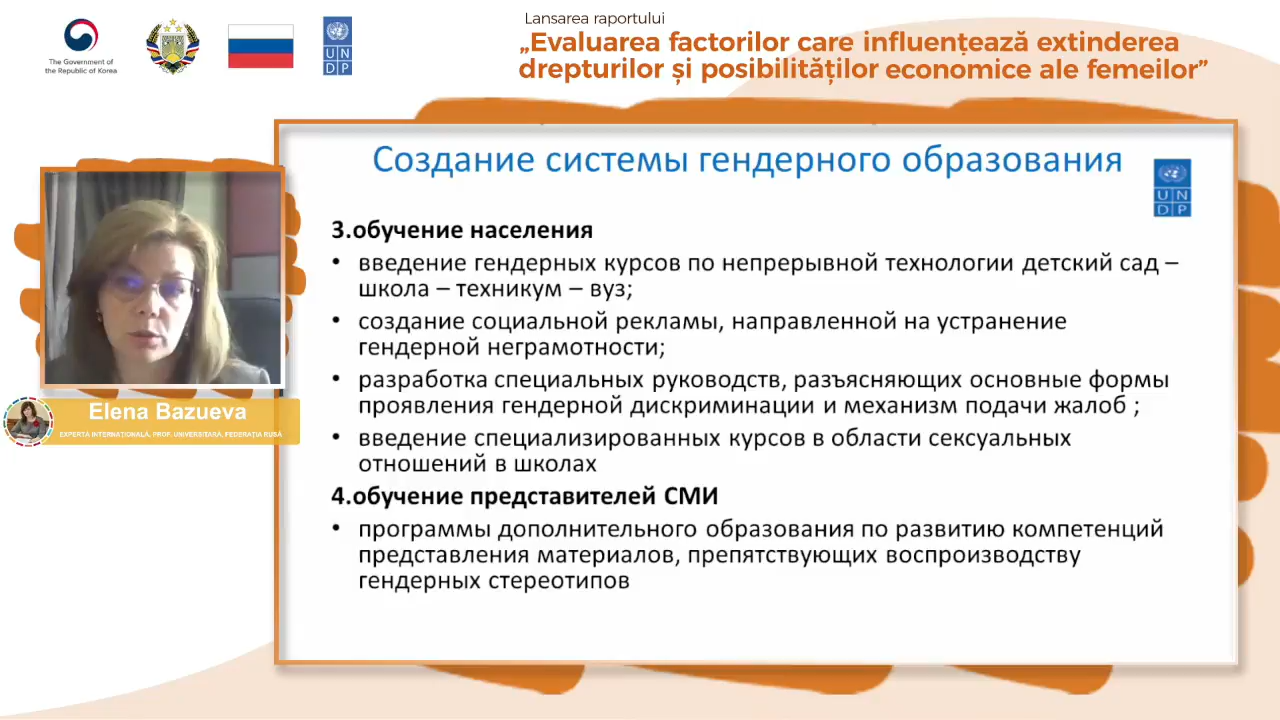 Lansarea raportului
„Evaluarea factorilor care influențează extinderea
drepturilor și posibilităților economice ale femeilor”
The Government of
the Republic of Korea
U N
D P
Создание системы гендерного образования
U N
D P
3.обучение населения
• введение гендерных курсов по непрерывной технологии детский сад –
школа – техникум – вуз;
• создание социальной рекламы, направленной на устранение
гендерной неграмотности;
• разработка специальных руководств, разъясняющих основные формы
проявления гендерной дискриминации и механизм подачи жалоб ;
• введение специализированных курсов в области сексуальных
отношений в школах
4.обучение представителей СМИ
• программы дополнительного образования по развитию компетенций
представления материалов, препятствующих воспроизводству
гендерных стереотипов
Elena Bazueva
EXPERTĂ INTERNAȚIONALĂ, PROF. UNIVERSITARĂ, FEDERAȚIA RUSĂ